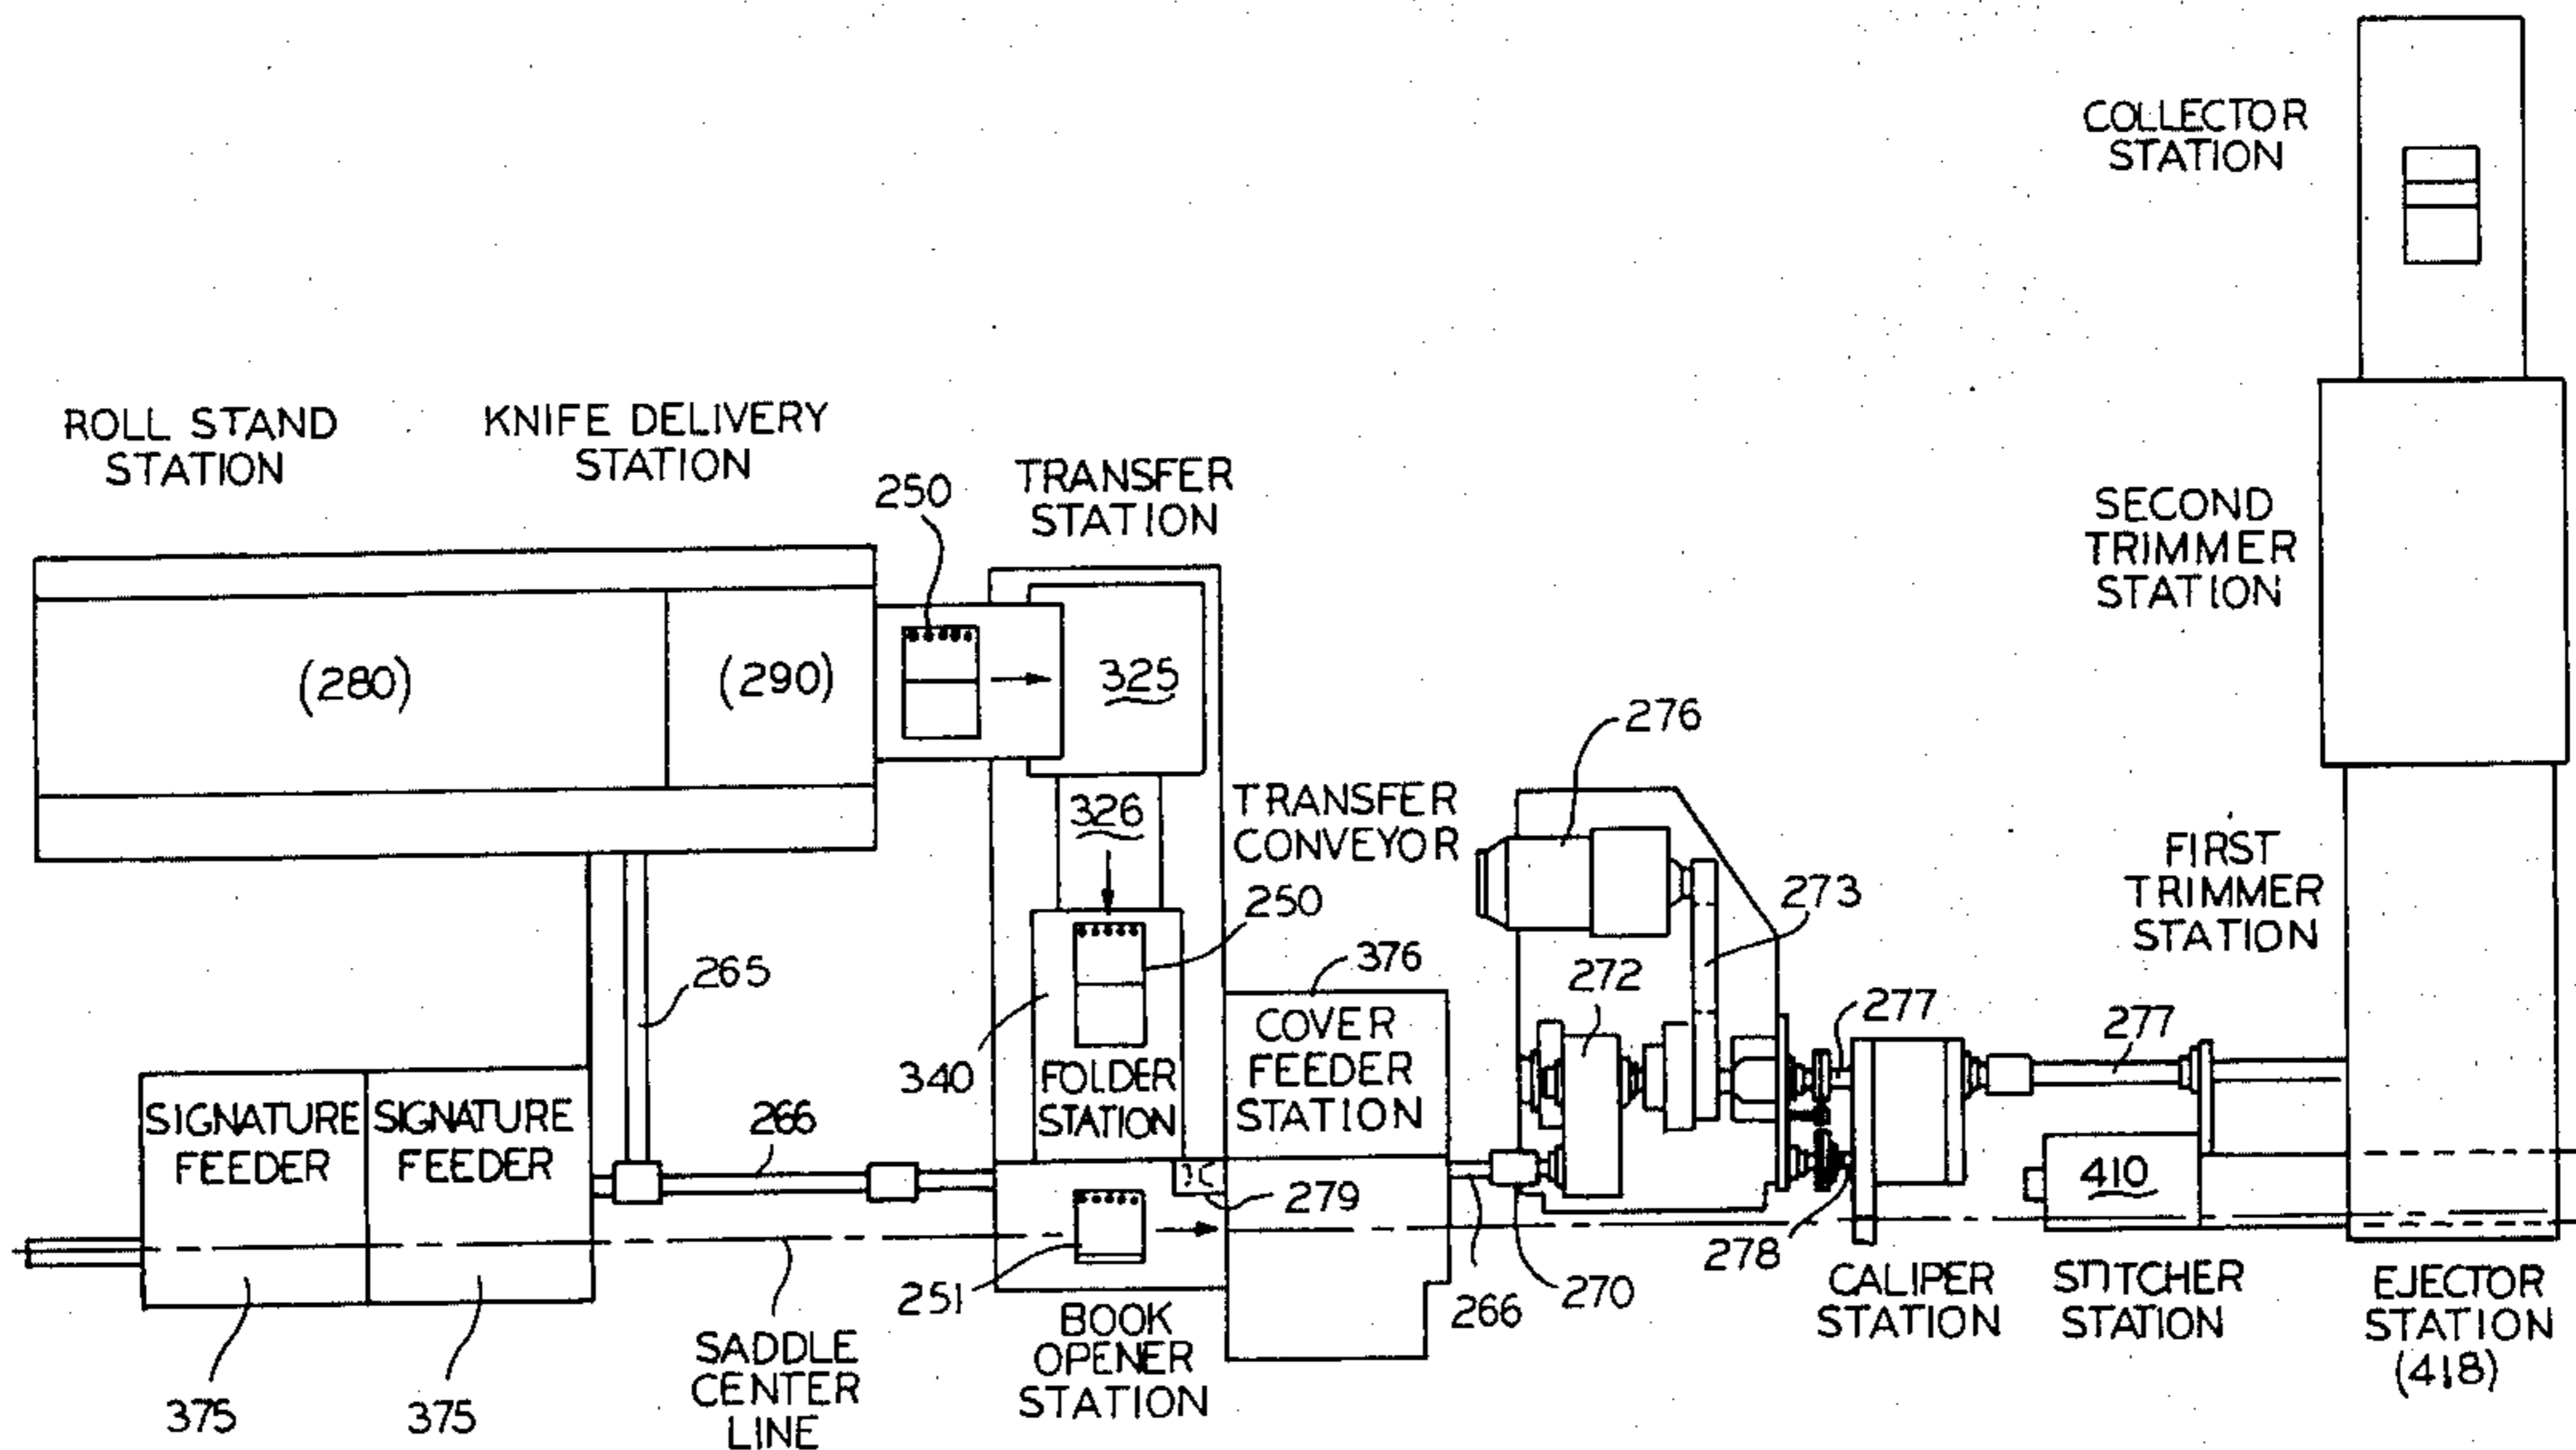 COLLECTOR
STATION
ROLL STAND
STATION
KNIFE DELIVERY
STATION
250
TRANSFER
STATION
SECOND
TRIMMER
STATION
(280)
(290)
325
276
326
TRANSFER
CONVEYOR
FIRST
TRIMMER
STATION
250
273
265
376
272
277
277
340
COVER
FEEDER
STATION
FOLDER
STATION
SIGNATURE
FEEDER
SIGNATURE
FEEDER
266
279
410
251
266
270
278
CALIPER
STATION
STITCHER
STATION
EJECTOR
STATION
(418)
BOOK
OPENER
STATION
SADDLE
CENTER
LINE
375
375